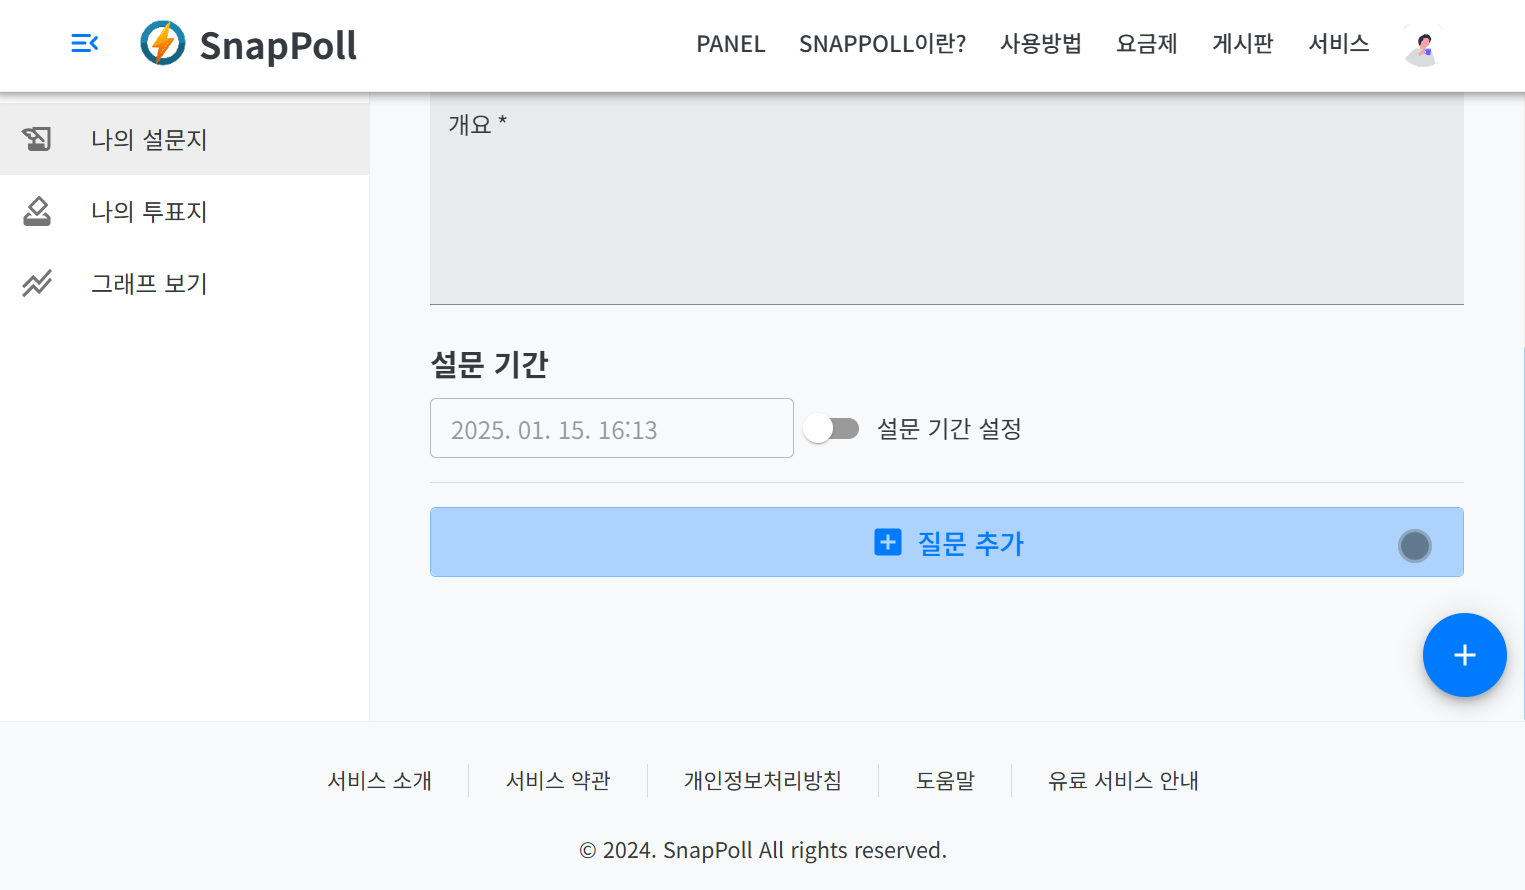 SnapPoll
PANEL SNAPPOLL이란? 사용방법 요금제 게시판 서비스
나의 설문지
나의 투표지
그래프 보기
개요 *
설문 기간
2025. 01. 15. 16:13
설문 기간 설정
질문 추가
서비스 소개 서비스 약관 개인정보처리방침 도움말 유료 서비스 안내
© 2024. SnapPoll All rights reserved.